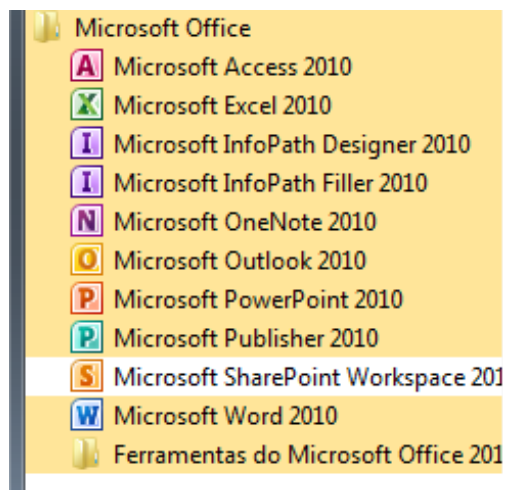 Microsoft Office
Microsoft Access 2010
Microsoft Excel 2010
Microsoft InfoPath Designer 2010
Microsoft InfoPath Filler 2010
Microsoft OneNote 2010
Microsoft Outlook 2010
Microsoft PowerPoint 2010
Microsoft Publisher 2010
Microsoft SharePoint Workspace 201
Microsoft Word 2010
Ferramentas do Microsoft Office 201